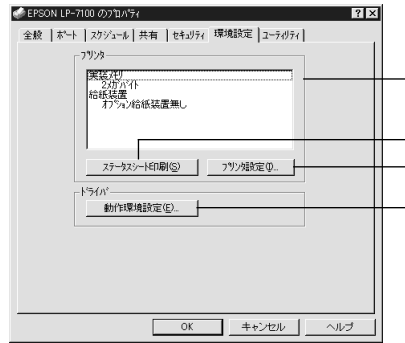 EPSON LP-7100 のプロパティ
全般 ポート スケジュール 共有 セキュリティ 環境設定 ユーティリティ
プリンタ
実装メモリ
2メガバイト
給紙装置
オプション給紙装置無し
ステータスシート印刷(S) プリンタ設定(I)...
ドライバ
動作環境設定(E)...
OK キャンセル ヘルプ